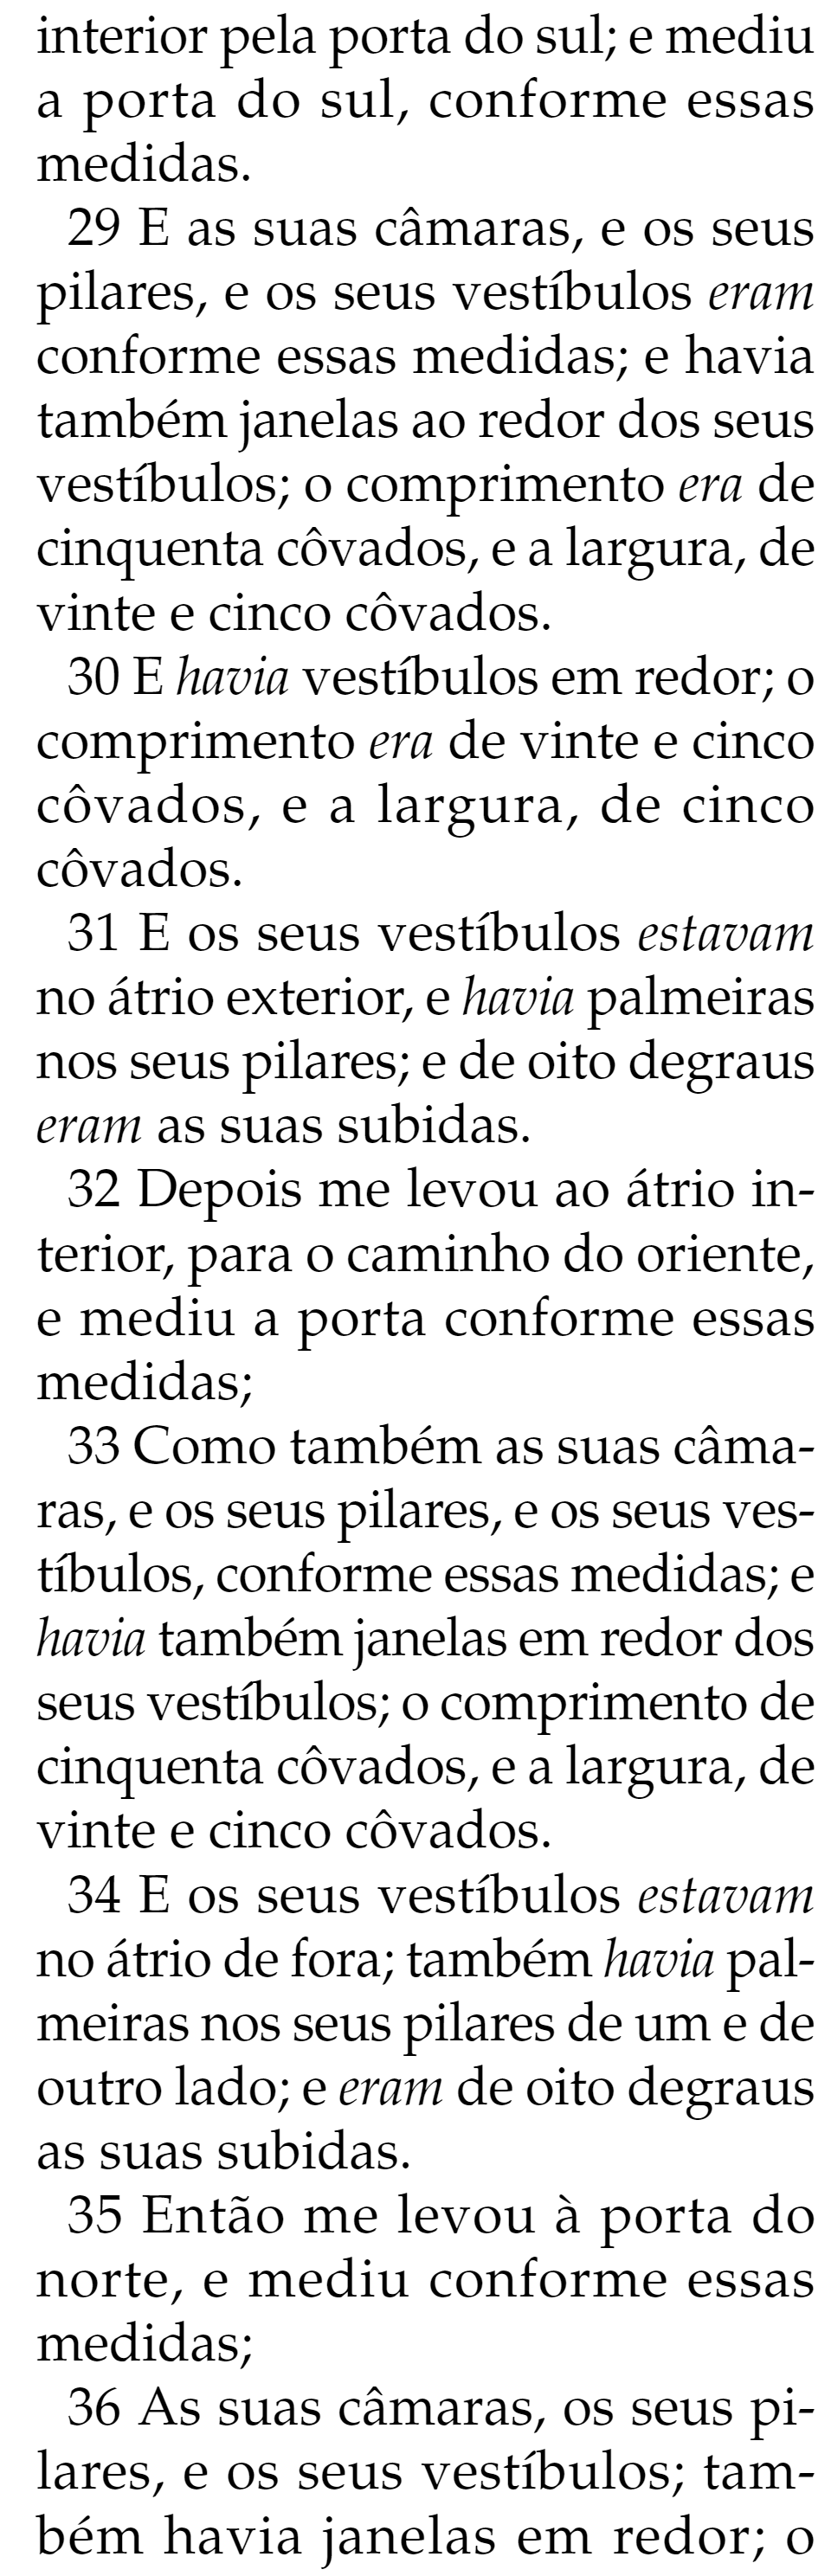 interior pela porta do sul; e mediu
a porta do sul, conforme essas
medidas.
29 E as suas câmaras, e os seus
pilares, e os seus vestíbulos eram
conforme essas medidas; e havia
também janelas ao redor dos seus
vestíbulos; o comprimento era de
cinquenta côvados, e a largura, de
vinte e cinco côvados.
30 E havia vestíbulos em redor; o
comprimento era de vinte e cinco
côvados, e a largura, de cinco
côvados.
31 E os seus vestíbulos estavam
no átrio exterior, e havia palmeiras
nos seus pilares; e de oito degraus
eram as suas subidas.
32 Depois me levou ao átrio in-
terior, para o caminho do oriente,
e mediu a porta conforme essas
medidas;
33 Como também as suas câma-
ras, e os seus pilares, e os seus ves-
tíbulos, conforme essas medidas; e
havia também janelas em redor dos
seus vestíbulos; o comprimento de
cinquenta côvados, e a largura, de
vinte e cinco côvados.
34 E os seus vestíbulos estavam
no átrio de fora; também havia pal-
meiras nos seus pilares de um e de
outro lado; e eram de oito degraus
as suas subidas.
35 Então me levou à porta do
norte, e mediu conforme essas
medidas;
36 As suas câmaras, os seus pi-
lares, e os seus vestíbulos; tam-
bém havia janelas em redor; o